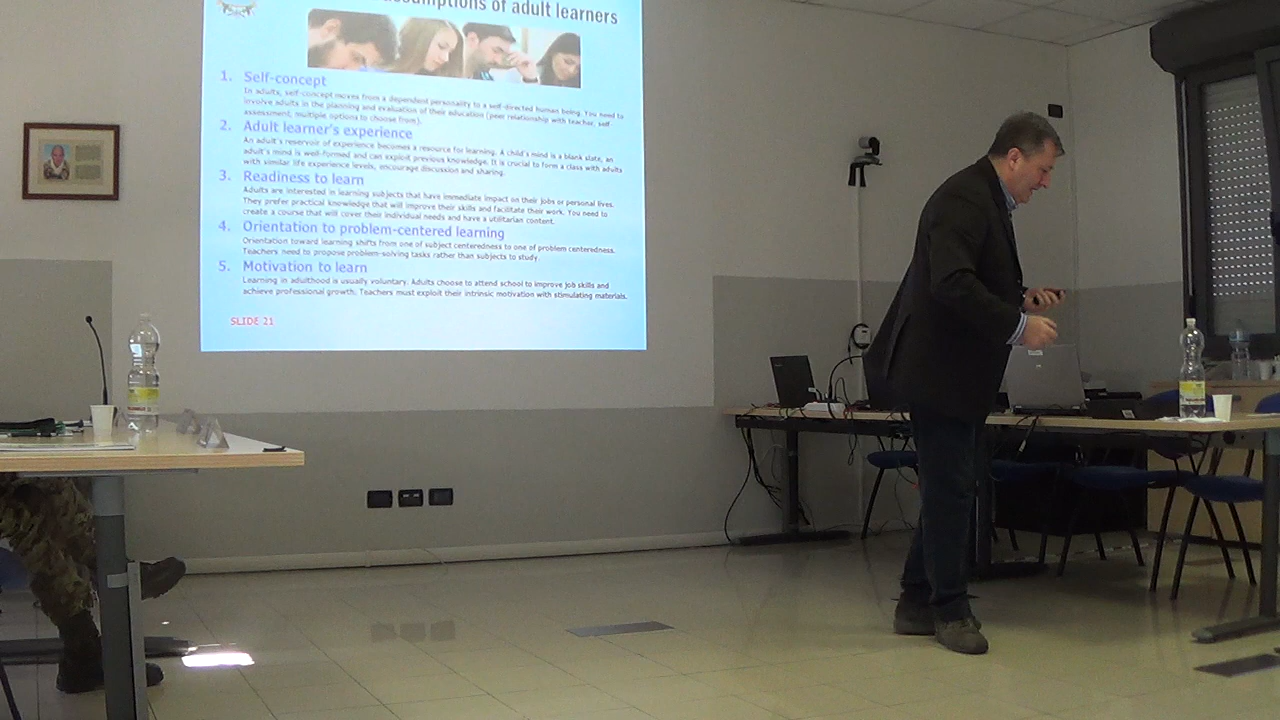 assumptions of adult learners
1. Self-concept
In adults, self-concept moves from a dependent personality to a self-directed human being. You need to
involve adults in the planning and evaluation of their education (peer relationship with teacher, self
assessment, multiple options to choose from).
2. Adult learner's experience
An adult's reservoir of experience becomes a resource for learning. A child's mind is a blank slate, an
adult's mind is well-formed and can exploit previous knowledge. It is crucial to form a class with adults
with similar life experience levels, encourage discussion and sharing.
3. Readiness to learn
Adults are interested in learning subjects that have immediate impact on their jobs or personal lives.
They prefer practical knowledge that will improve their skills and facilitate their work. You need to
create a course that will cover their individual needs and have a utilitarian content.
4. Orientation to problem-centered learning
Orientation toward learning shifts from one of subject centeredness to one of problem centeredness.
Teachers need to propose problem-solving tasks rather than subjects to study.
5. Motivation to learn
Learning in adulthood is usually voluntary. Adults choose to attend school to improve job skills and
achieve professional growth. Teachers must exploit their intrinsic motivation with stimulating materials.
SLIDE 21